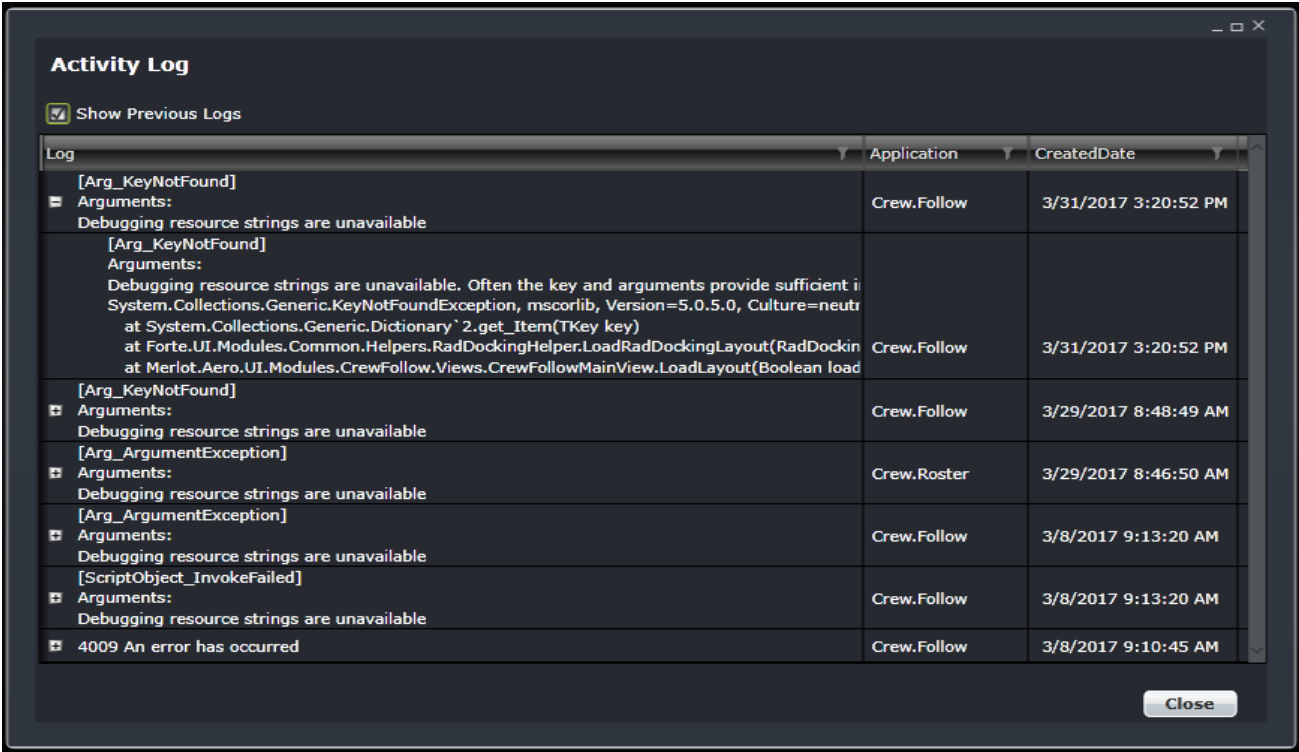 Activity Log
Show Previous Logs
Log Application CreatedDate
[Arg_KeyNotFound]
Arguments:
Debugging resource strings are unavailable
Crew.Follow 3/31/2017 3:20:52 PM
[Arg_KeyNotFound]
Arguments:
Debugging resource strings are unavailable. Often the key and arguments provide sufficient i
System.Collections.Generic.KeyNotFoundException, mscorlib, Version=5.0.5.0, Culture=neutr
at System.Collections.Generic.Dictionary`2.get_Item(TKey key)
at Forte.UI.Modules.Common.Helpers.RadDockingHelper.LoadRadDockingLayout(RadDockin
at Merlot.Aero.UI.Modules.CrewFollow.Views.CrewFollowMainView.LoadLayout(Boolean load
Crew.Follow 3/31/2017 3:20:52 PM
[Arg_KeyNotFound]
Arguments:
Debugging resource strings are unavailable
Crew.Follow 3/29/2017 8:48:49 AM
[Arg_ArgumentException]
Arguments:
Debugging resource strings are unavailable
Crew.Roster 3/29/2017 8:46:50 AM
[Arg_ArgumentException]
Arguments:
Debugging resource strings are unavailable
Crew.Follow 3/8/2017 9:13:20 AM
[ScriptObject_InvokeFailed]
Arguments:
Debugging resource strings are unavailable
Crew.Follow 3/8/2017 9:13:20 AM
4009 An error has occurred Crew.Follow 3/8/2017 9:10:45 AM
Close